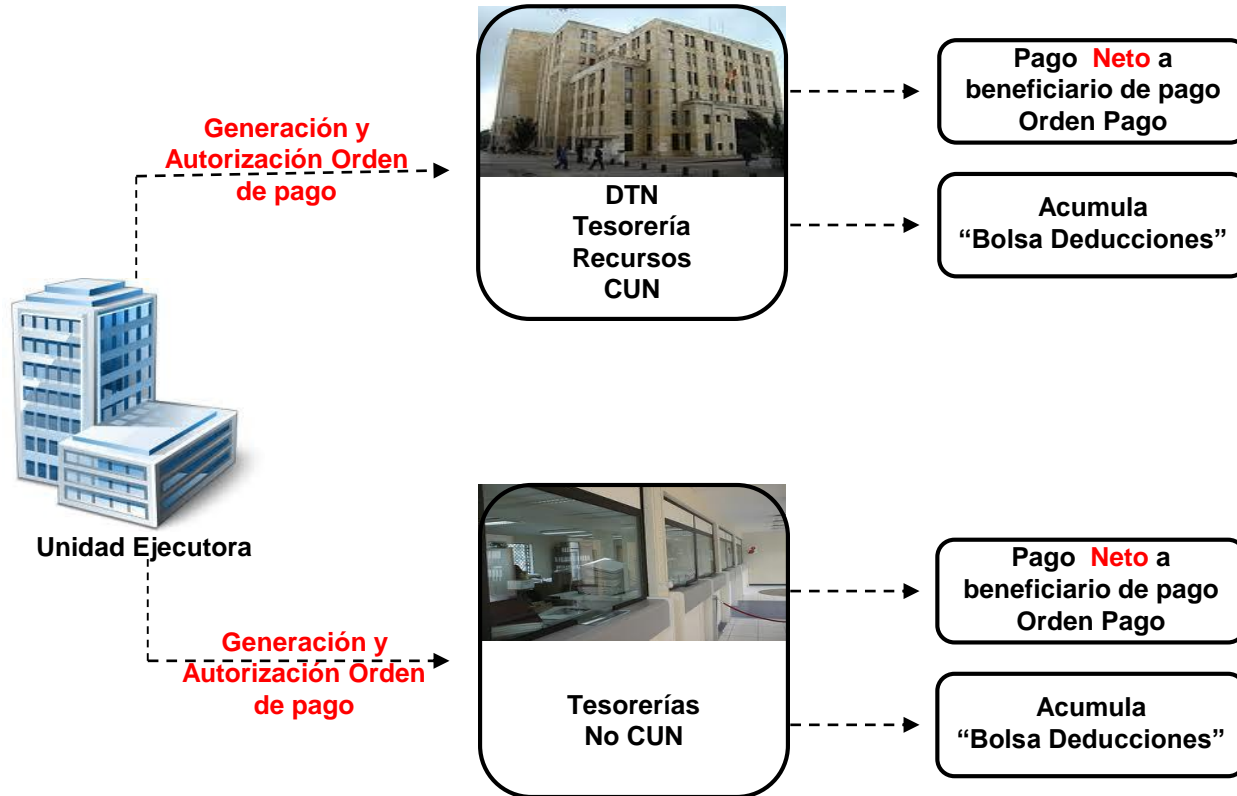 Generación y
Autorización Orden
de pago
DTN
Tesorería
Recursos
CUN
Pago Neto a
beneficiario de pago
Orden Pago
Acumula
“Bolsa Deducciones”
Unidad Ejecutora
Generación y
Autorización Orden
de pago
Tesorerías
No CUN
Pago Neto a
beneficiario de pago
Orden Pago
Acumula
“Bolsa Deducciones”